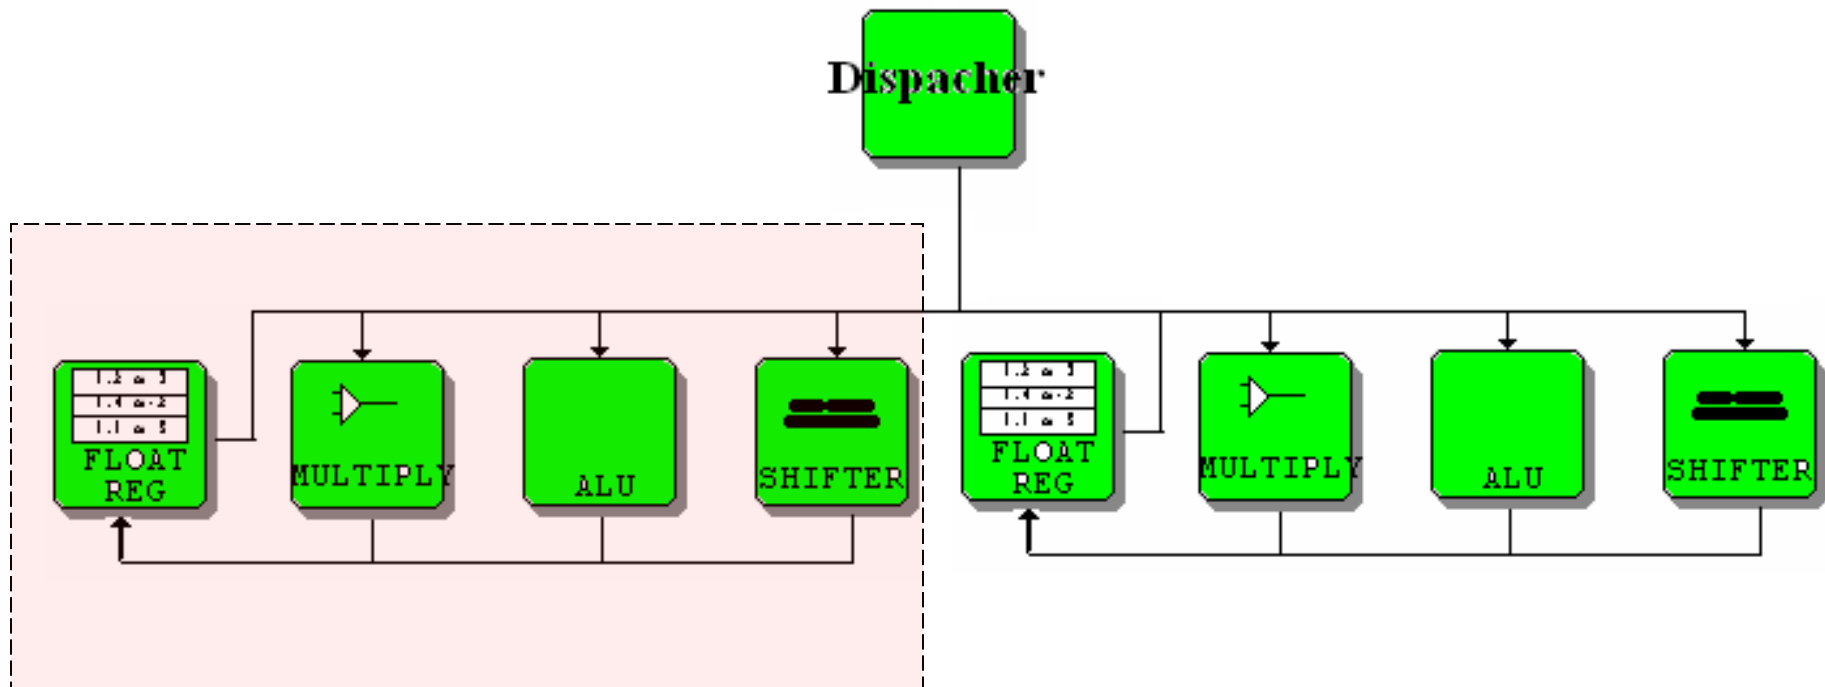 Dispacher
FLOAT
REG
MULTIPLY
ALU
SHIFTER
FLOAT
REG
MULTIPLY
ALU
SHIFTER